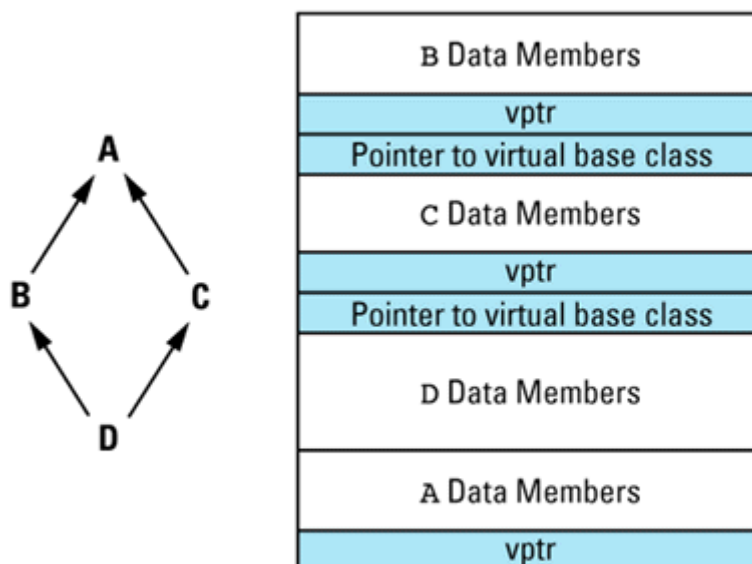 A
B
C
D
B Data Members
vptr
Pointer to virtual base class
C Data Members
vptr
Pointer to virtual base class
D Data Members
A Data Members
vptr